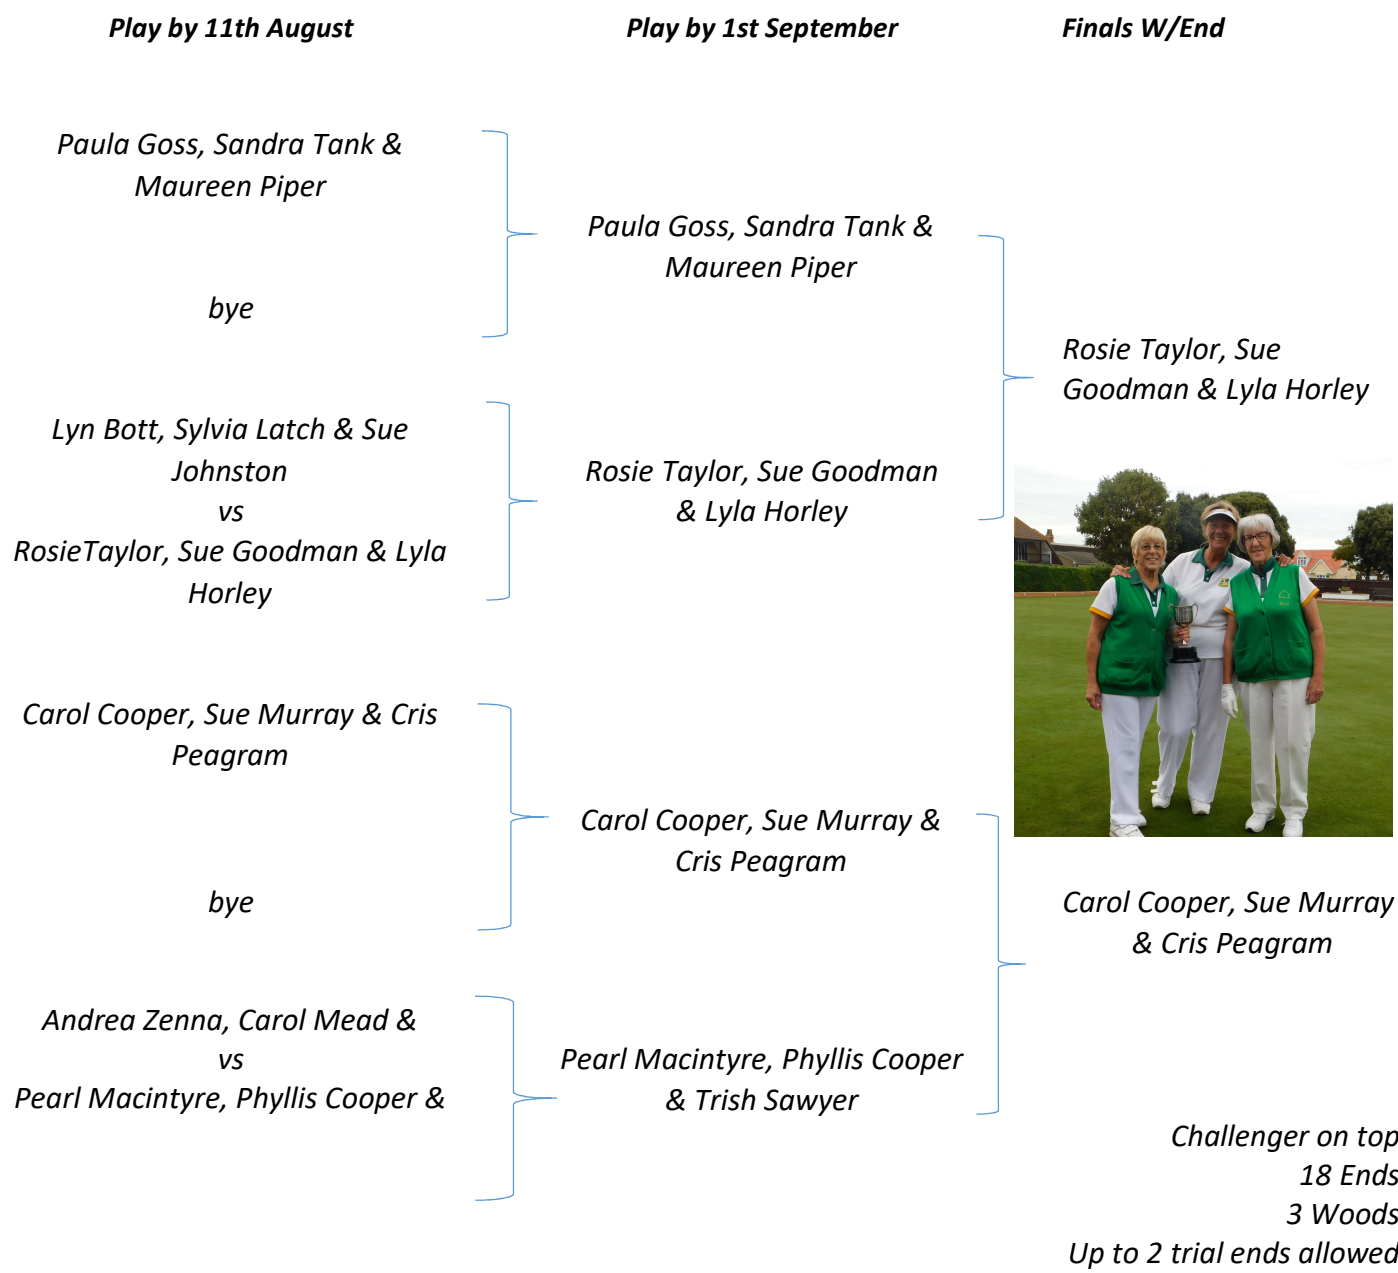 Play by 11th August
Play by 1st September
Finals W/End
Paula Goss, Sandra Tank &
Maureen Piper
bye
Lyn Bott, Sylvia Latch & Sue
Johnston
vs
RosieTaylor, Sue Goodman & Lyla
Horley
Carol Cooper, Sue Murray & Cris
Peagram
bye
Andrea Zenna, Carol Mead &
vs
Pearl Macintyre, Phyllis Cooper &
Paula Goss, Sandra Tank &
Maureen Piper
Rosie Taylor, Sue Goodman
& Lyla Horley
Carol Cooper, Sue Murray &
Cris Peagram
Pearl Macintyre, Phyllis Cooper
& Trish Sawyer
Rosie Taylor, Sue
Goodman & Lyla Horley
Carol Cooper, Sue Murray
& Cris Peagram
Challenger on top
18 Ends
3 Woods
Up to 2 trial ends allowed